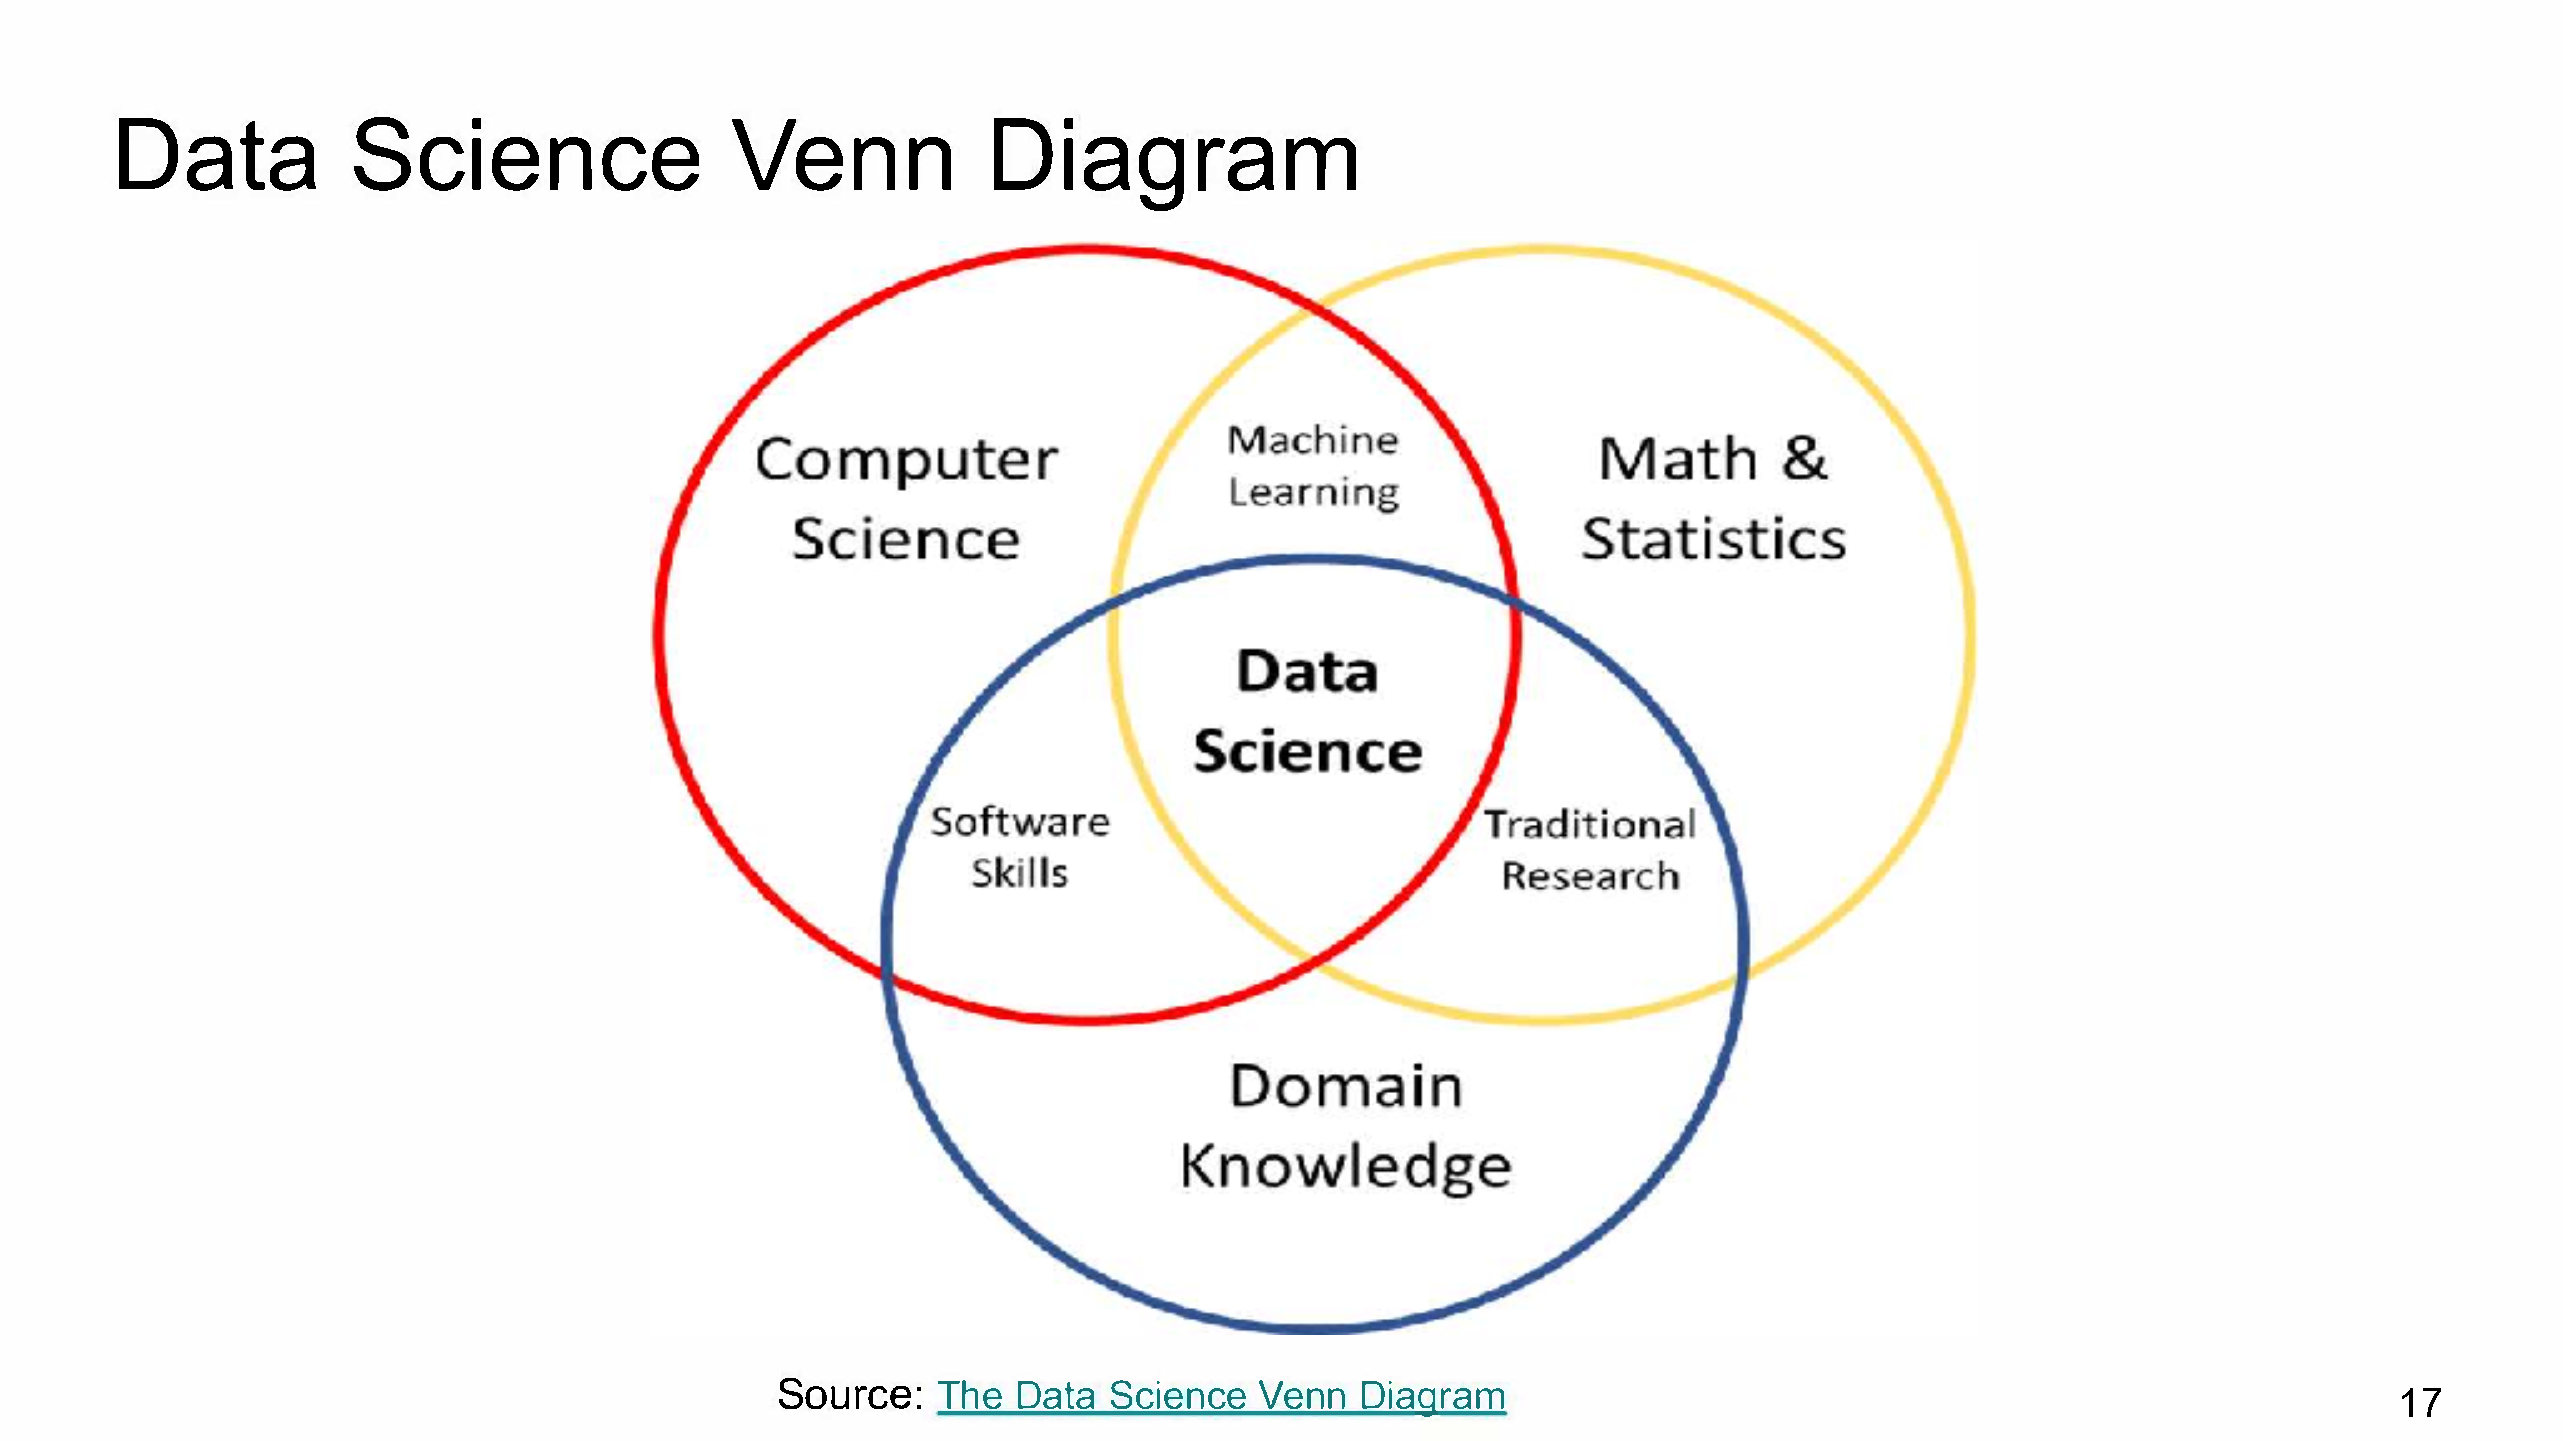 Data Science Venn Diagram
Computer
Science
Machine
Learning
Math &
Statistics
Data
Science
Software
Skills
Traditional
Research
Domain
Knowledge
Source: The Data Science Venn Diagram
17